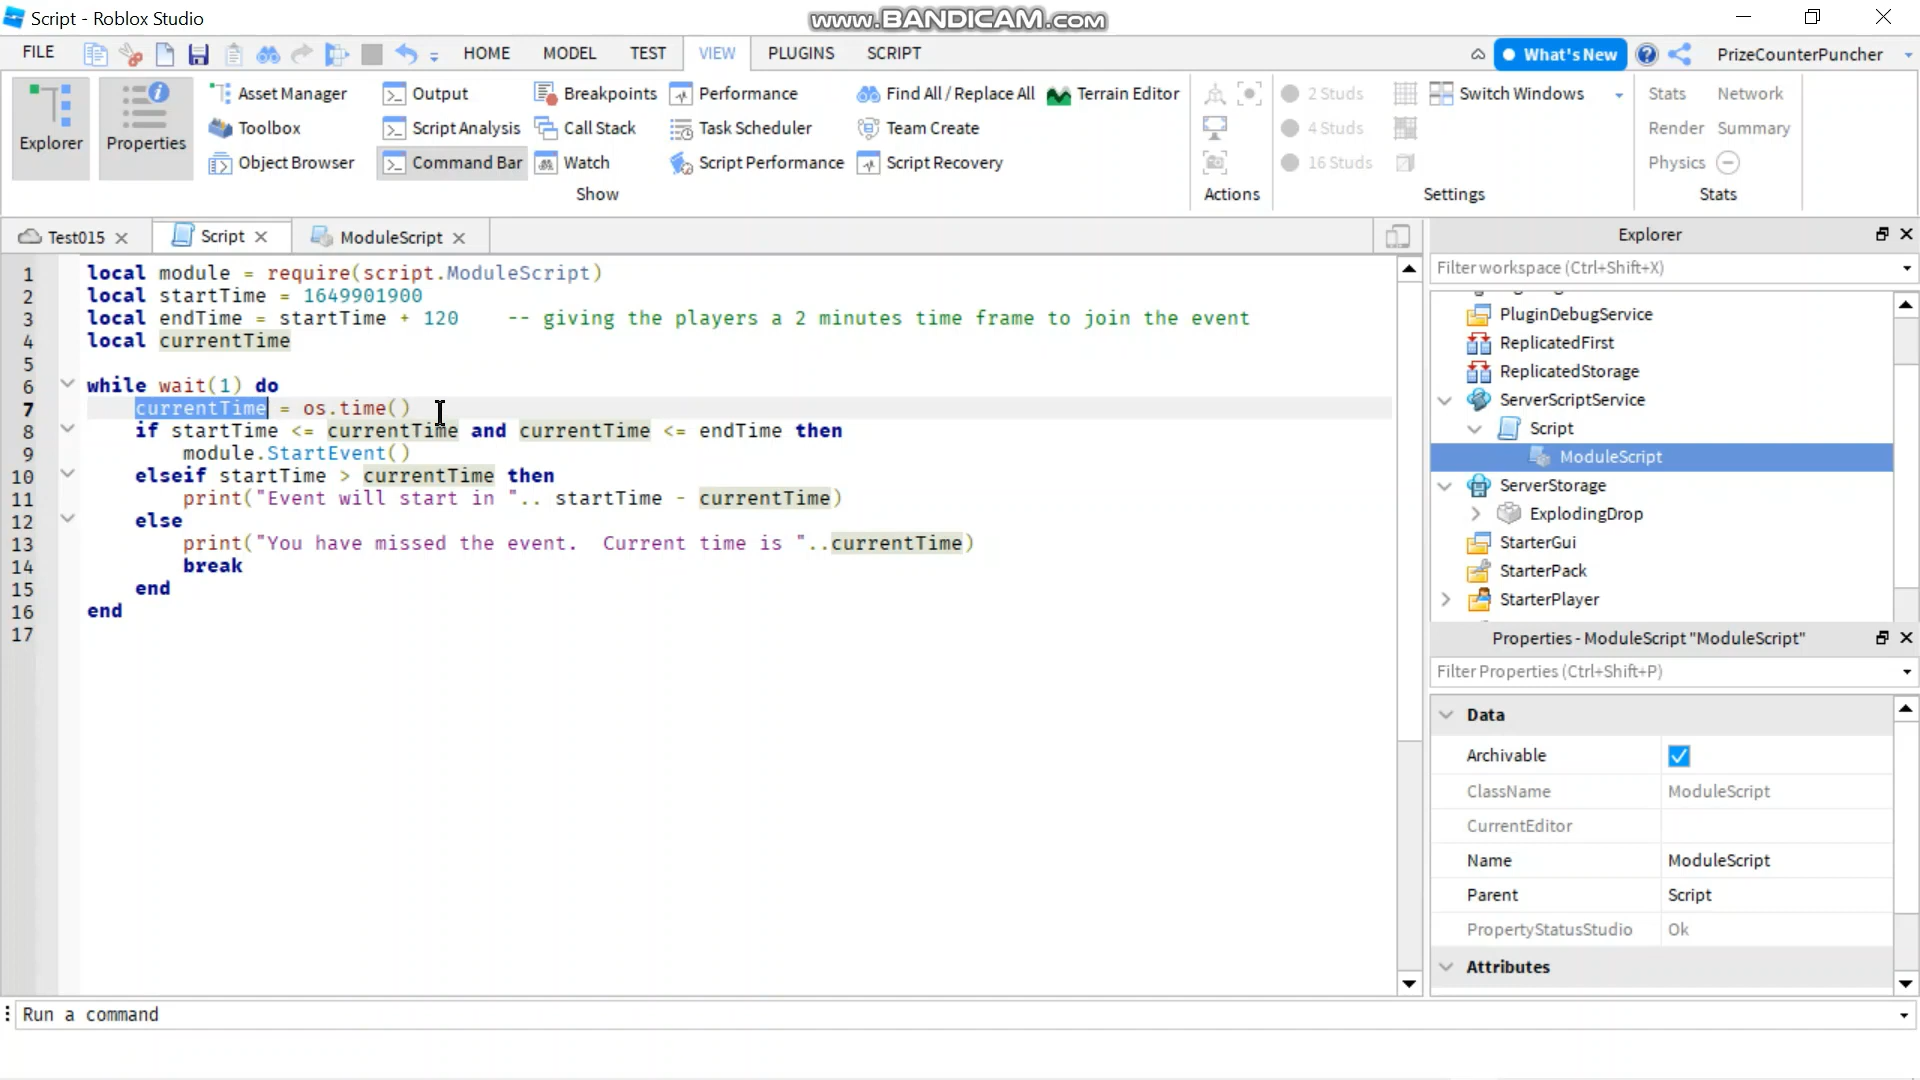 Script - Roblox Studio
www.BANDICAM.com
FILE HOME MODEL TEST VIEW PLUGINS SCRIPT What's New PrizeCounterPuncher
Explorer
Properties
Asset Manager
Toolbox
Object Browser
Output
Script Analysis
Command Bar
Breakpoints
Call Stack
Watch
Performance
Task Scheduler
Script Performance
Find All / Replace All
Team Create
Script Recovery
Terrain Editor
Show
Actions
2 Studs
4 Studs
16 Studs
Switch Windows
Settings
Stats Network
Render Summary
Physics
Stats
Test015 Script ModuleScript
1 local module = require(script.ModuleScript)
2 local startTime = 1649901900
3 local endTime = startTime + 120 -- giving the players a 2 minutes time frame to join the event
4 local currentTime
5
6 while wait(1) do
7 currentTime = os.time()
8 if startTime <= currentTime and currentTime <= endTime then
9 module.StartEvent()
10 elseif startTime > currentTime then
11 print("Event will start in ".. startTime - currentTime)
12 else
13 print("You have missed the event.  Current time is "..currentTime)
14 break
15 end
16 end
17
Explorer
Filter workspace (Ctrl+Shift+X)
PluginDebugService
ReplicatedFirst
ReplicatedStorage
ServerScriptService
Script
ModuleScript
ServerStorage
ExplodingDrop
StarterGui
StarterPack
StarterPlayer
Properties - ModuleScript "ModuleScript"
Filter Properties (Ctrl+Shift+P)
Data
Archivable
ClassName ModuleScript
CurrentEditor
Name ModuleScript
Parent Script
PropertyStatusStudio Ok
Attributes
Run a command